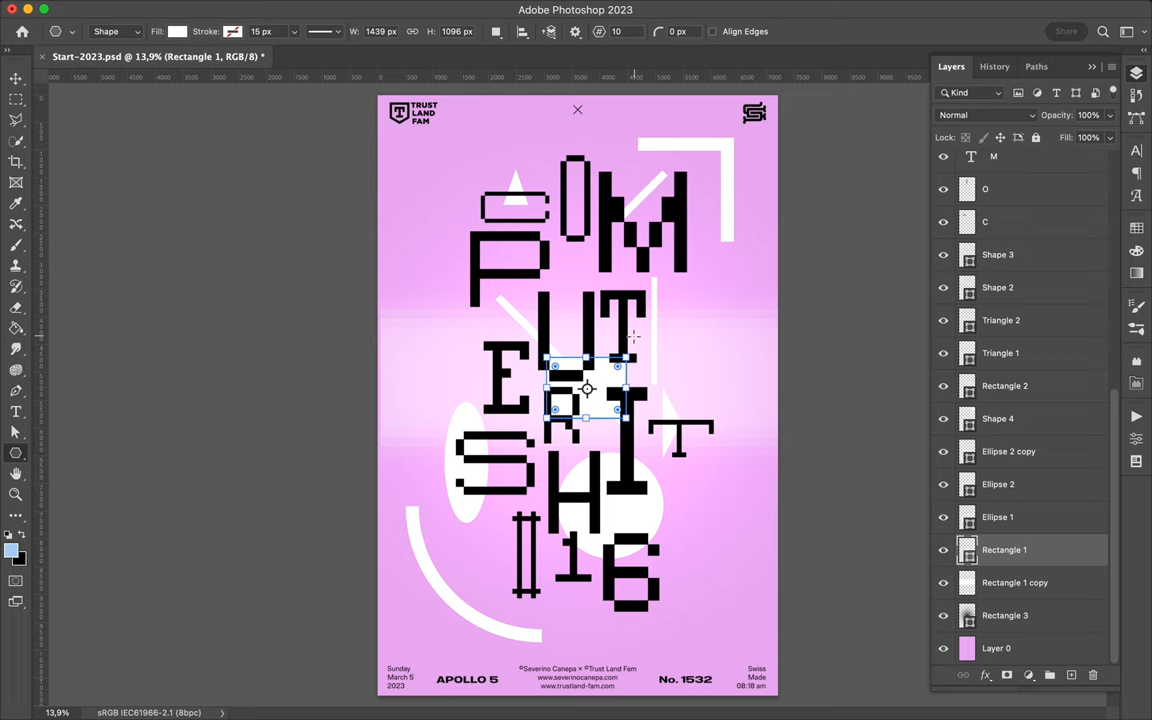 Adobe Photoshop 2023
Shape Fill: Stroke: 15 px W: 1439 px H: 1096 px 10 0 px Align Edges Share
Start-2023.psd @ 13,9% (Rectangle 1, RGB/8) *
Layers History Paths
Kind
Normal Opacity: 100%
Lock: Fill: 100%
M
O
C
Shape 3
Shape 2
Triangle 2
Triangle 1
Rectangle 2
Shape 4
Ellipse 2 copy
Ellipse 2
Ellipse 1
Rectangle 1
Rectangle 1 copy
Rectangle 3
Layer 0
TRUST
LAND
FAM
COM
P
UT
E
R
I
T
S
H
#16
Sunday
March 5
2023
APOLLO 5
©Severino Canepa × ©Trust Land Fam
www.severinocanepa.com
www.trustland-fam.com
No. 1532
Swiss
Made
08:18 am
13,9% sRGB IEC61966-2.1 (8bpc)